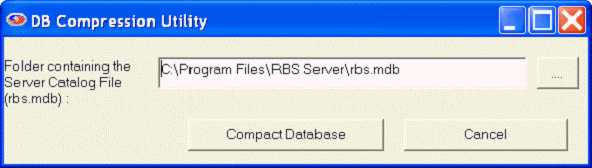 DB Compression Utility
Folder containing the
Server Catalog File
(rbs.mdb) :
C:\Program Files\RBS Server\rbs.mdb
....
Compact Database
Cancel